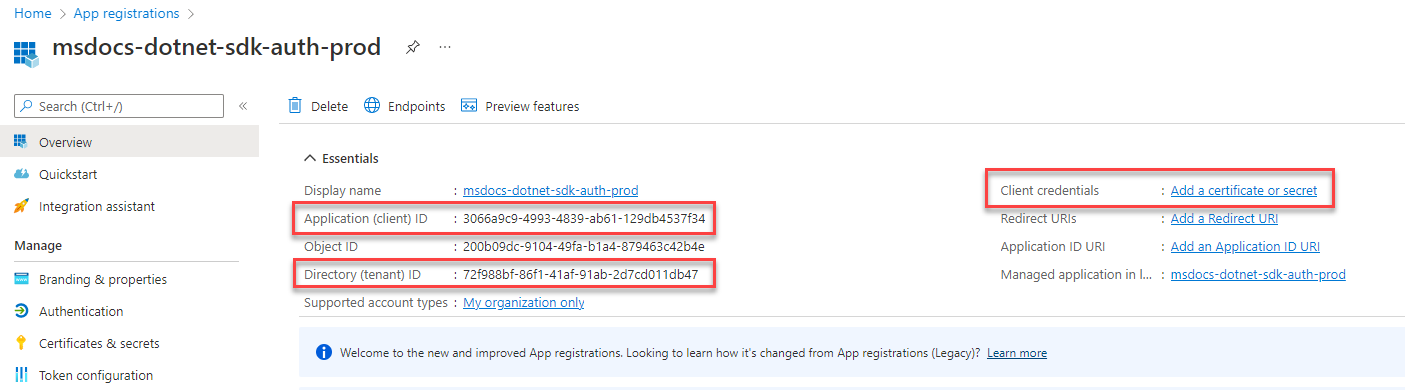 Home > App registrations >
msdocs-dotnet-sdk-auth-prod
Search (Ctrl+/)
Delete Endpoints Preview features
Overview
Quickstart
Integration assistant
Manage
Branding & properties
Authentication
Certificates & secrets
Token configuration
Essentials
Display name : msdocs-dotnet-sdk-auth-prod
Application (client) ID : 3066a9c9-4993-4839-ab61-129db4537f34
Object ID : 200b09dc-9104-49fa-b1a4-879463c42b4e
Directory (tenant) ID : 72f988bf-86f1-41af-91ab-2d7cd011db47
Supported account types : My organization only
Client credentials : Add a certificate or secret
Redirect URIs : Add a Redirect URI
Application ID URI : Add an Application ID URI
Managed application in l... : msdocs-dotnet-sdk-auth-prod
Welcome to the new and improved App registrations. Looking to learn how it's changed from App registrations (Legacy)? Learn more